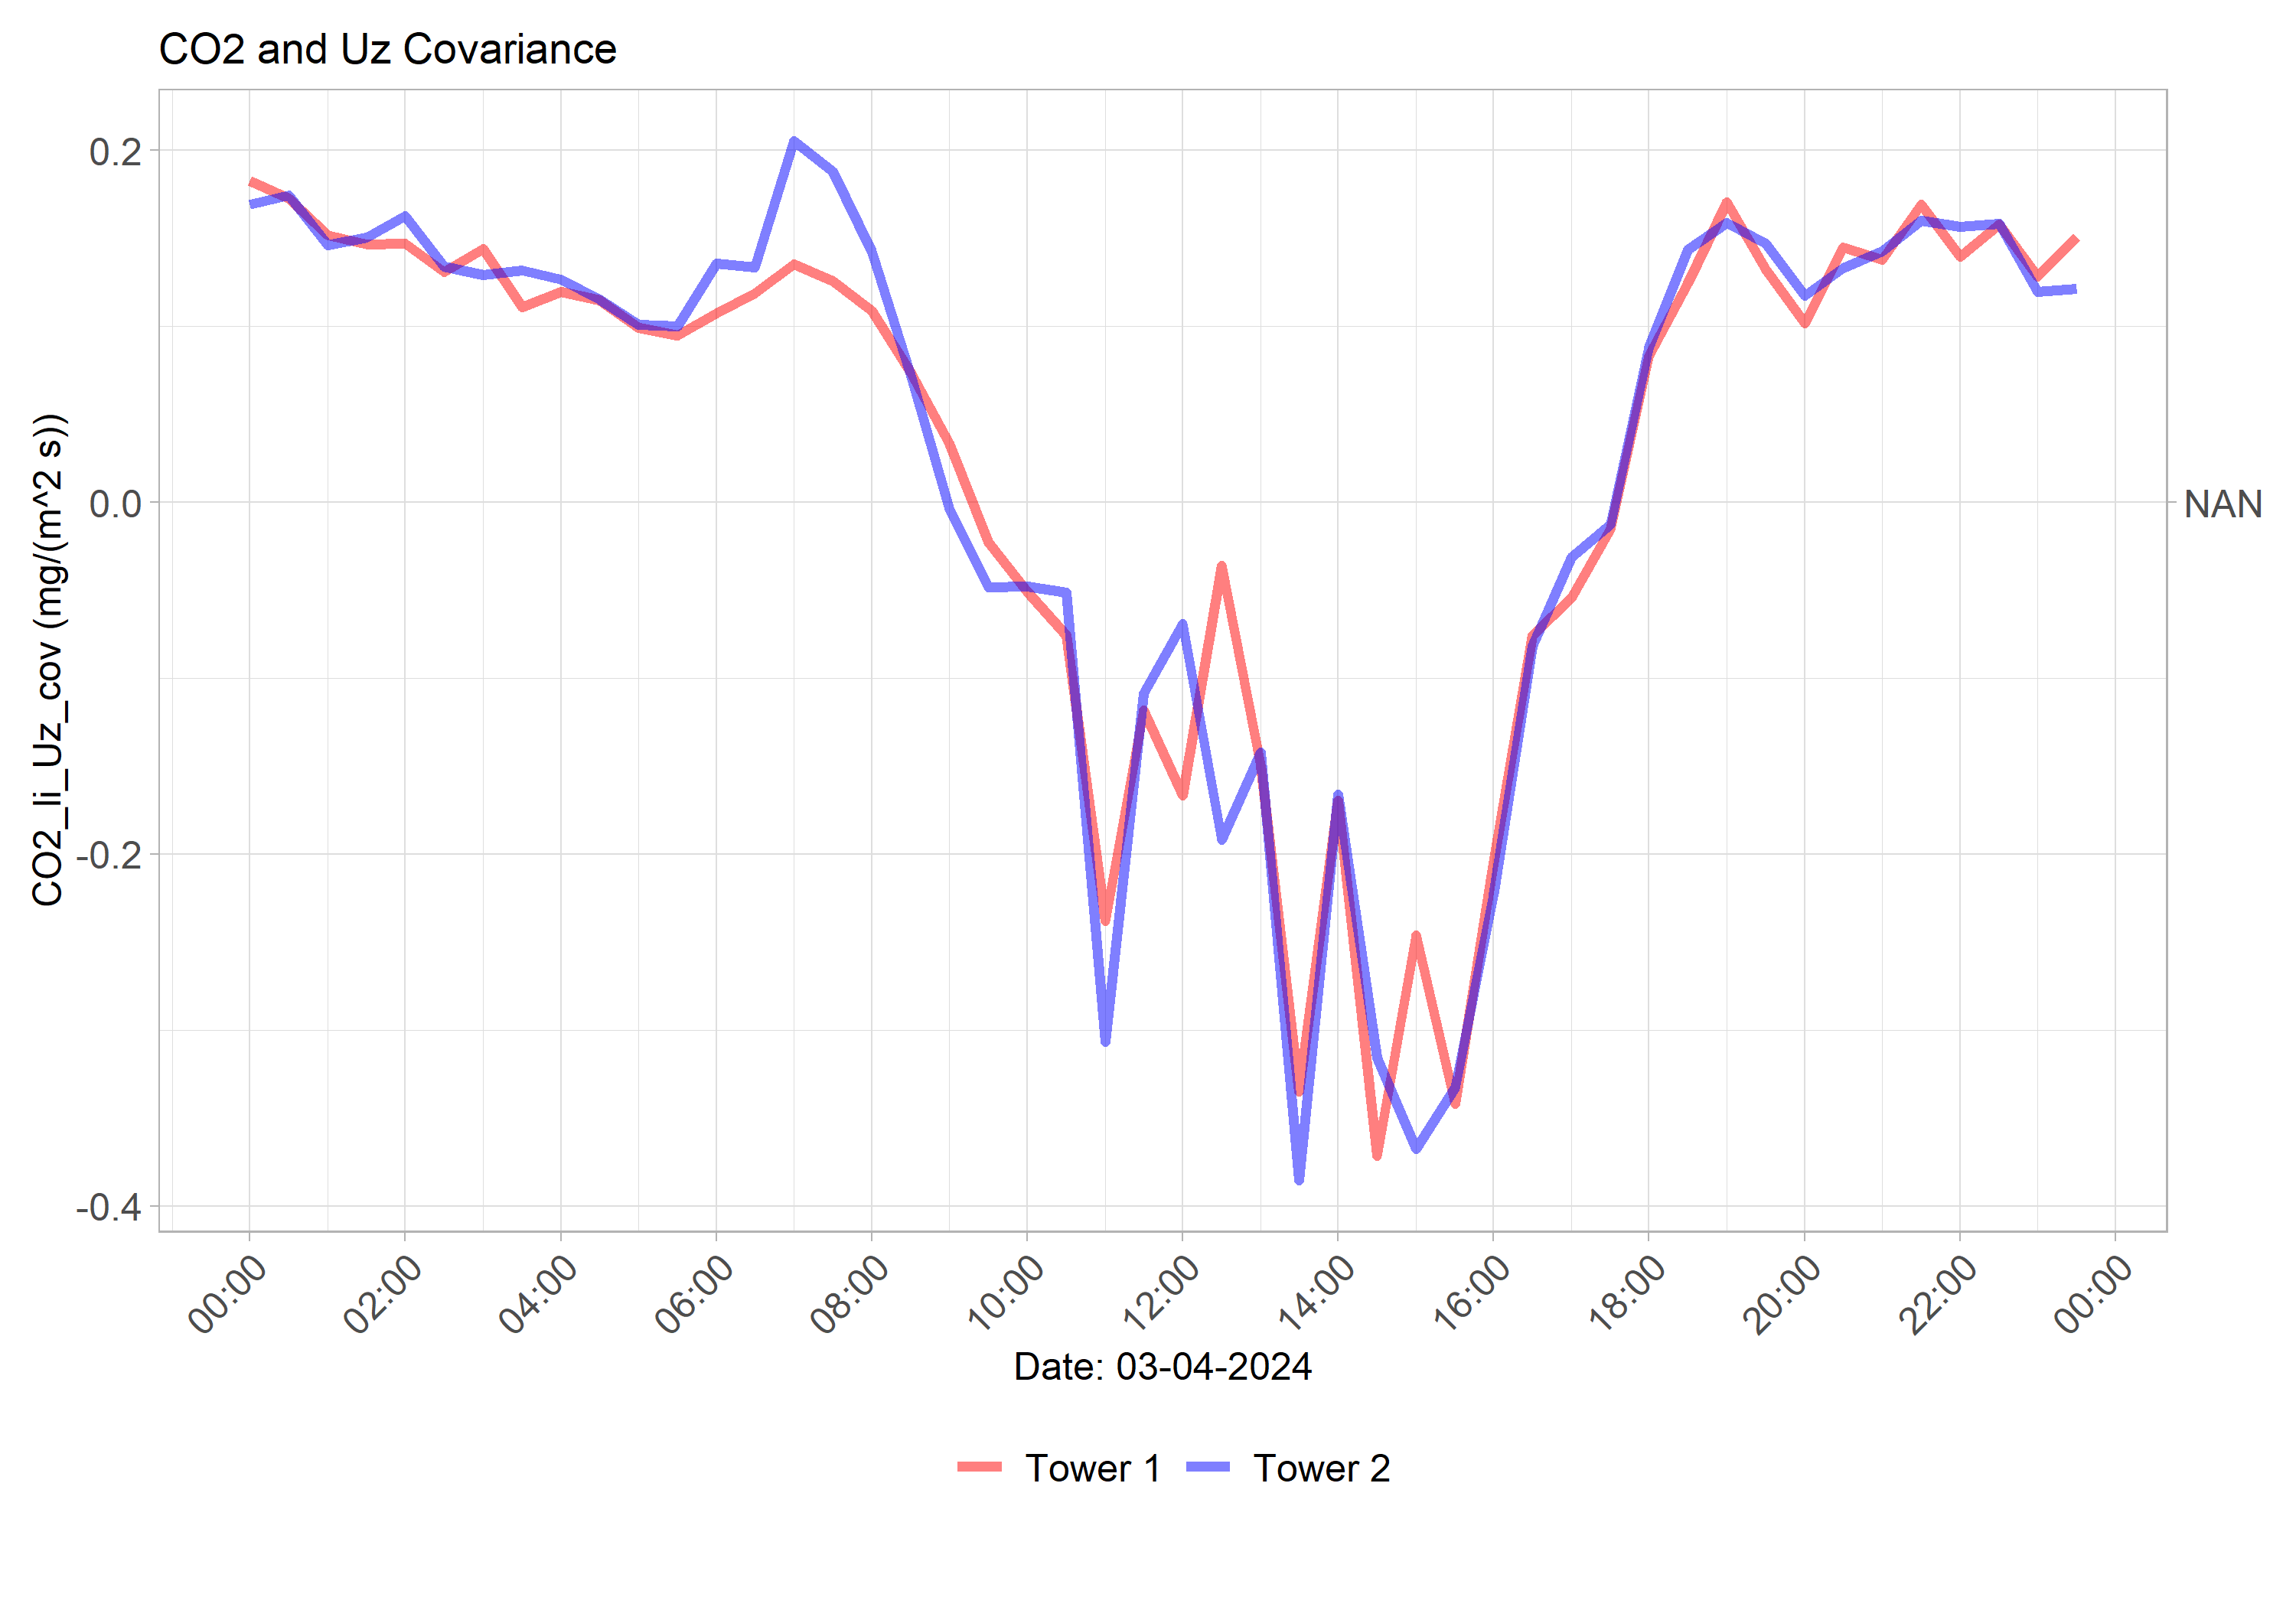 CO2 and Uz Covariance
CO2_li_Uz_cov (mg/(m^2 s))
0.2
0.0
-0.2
-0.4
NAN
00:00
02:00
04:00
06:00
08:00
10:00
12:00
14:00
16:00
18:00
20:00
22:00
00:00
Date: 03-04-2024
Tower 1
Tower 2